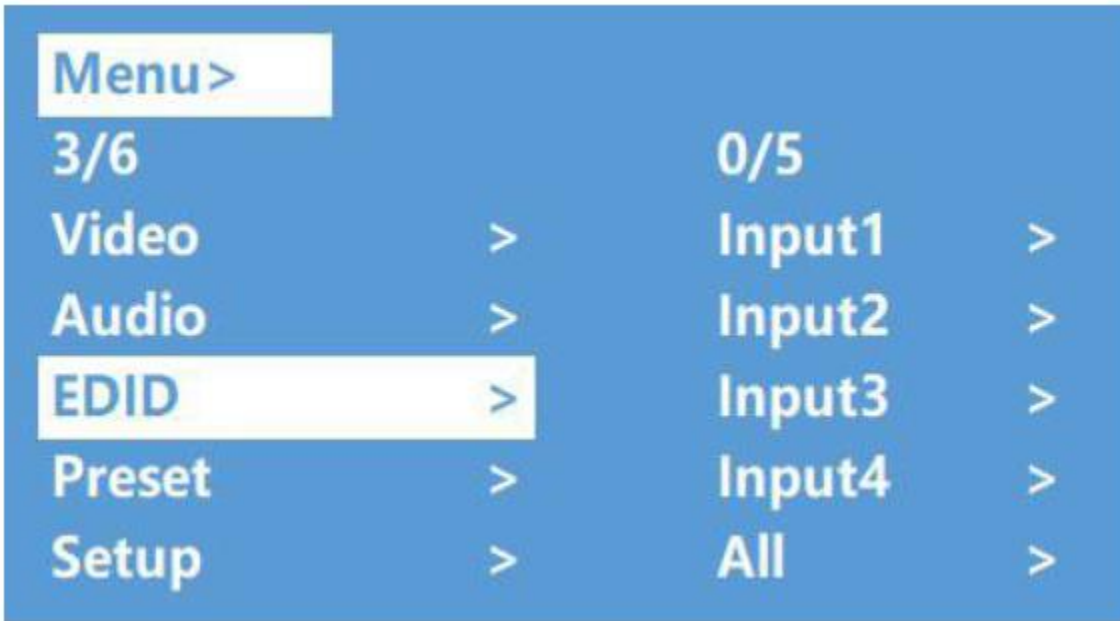 Menu>
3/6 0/5
Video > Input1 >
Audio > Input2 >
EDID > Input3 >
Preset > Input4 >
Setup > All >